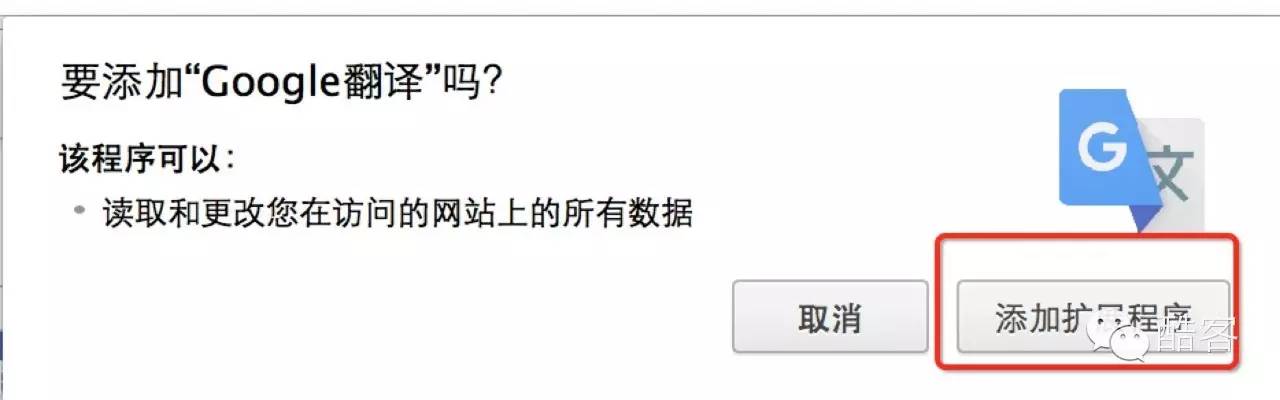 要添加“Google翻译”吗?
该程序可以:
• 读取和更改您在访问的网站上的所有数据
G 文
取消
添加扩展程序
酷客